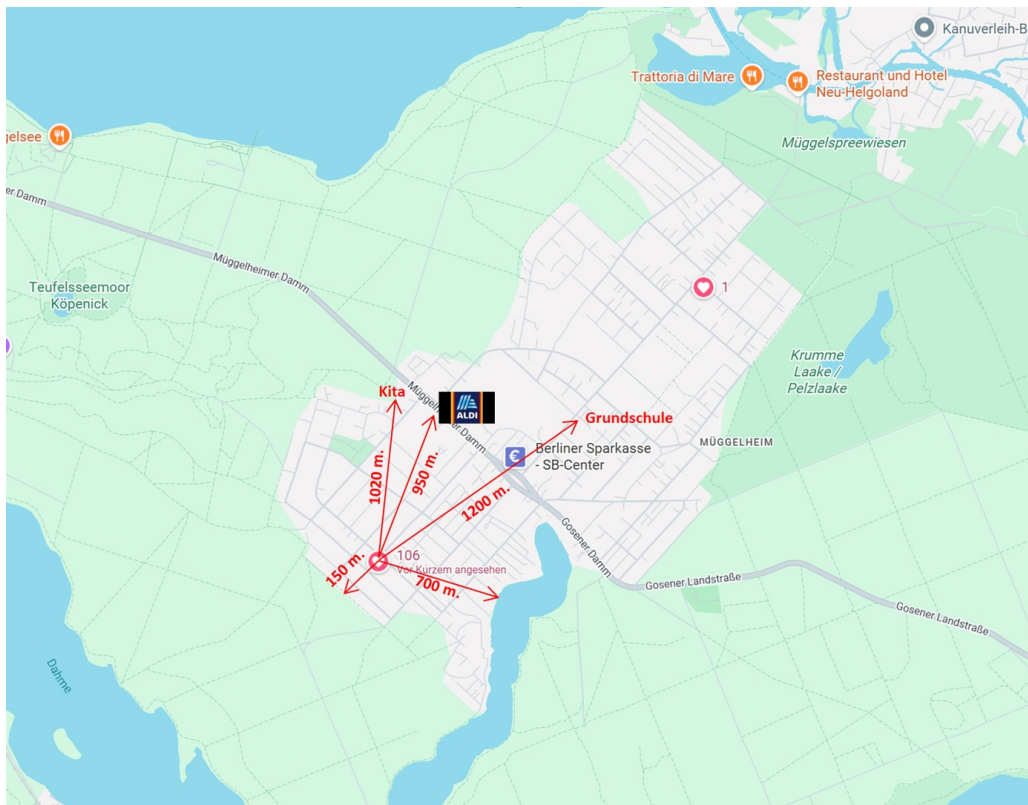 Kanuverleih-B
Trattoria di Mare
Restaurant und Hotel
Neu-Helgoland
gelsee
Müggelspreewiesen
er Damm
Müggelheimer Damm
Teufelsseemoor
Köpenick
1
Krumme
Laake /
Pelzlaake
Kita
Müggelheimer Damm
ALDI
Grundschule
MÜGGELHEIM
Berliner Sparkasse
- SB-Center
€
1020 m.
950 m.
1200 m.
Gosener Damm
106
Vor Kurzem angesehen
150 m.
700 m.
Gosener Landstraße
Gosener Landstraße
Dahme